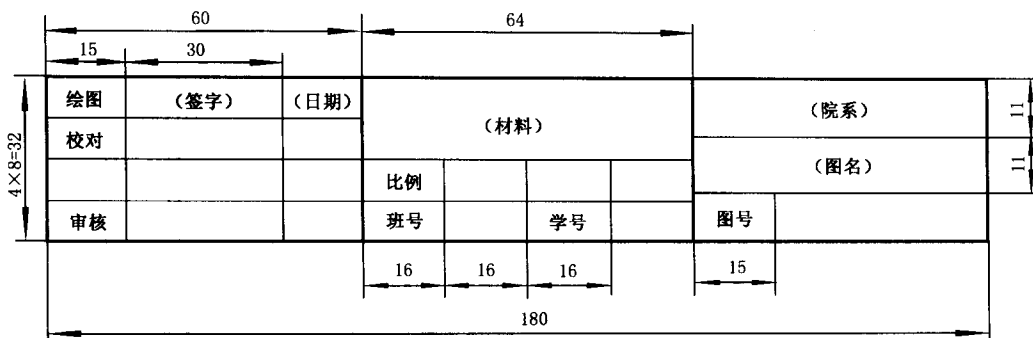 60
64
15
30
绘图
(签字)
(日期)
(院系)
11
校对
(材料)
4×8=32
(图名)
11
比例
审核
班号
学号
图号
16
16
16
15
180